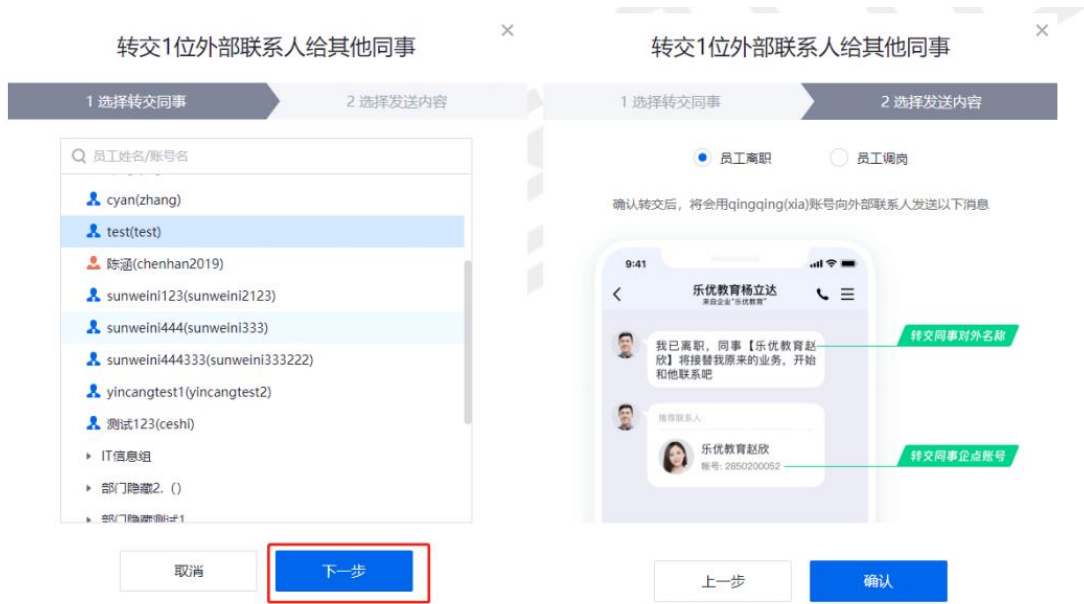 转交1位外部联系人给其他同事
1 选择转交同事
2 选择发送内容
员工姓名/账号名
cyan(zhang)
test(test)
陈涵(chenhan2019)
sunweini123(sunweini2123)
sunweini444(sunweini333)
sunweini444333(sunweini333222)
yincangtest1(yincangtest2)
测试123(ceshi)
IT信息组
部门隐藏2. ()
部门隐藏测试1
取消
下一步
转交1位外部联系人给其他同事
1 选择转交同事
2 选择发送内容
员工离职
员工调岗
确认转交后，将会用qingqing(xia)账号向外部联系人发送以下消息
9:41
乐优教育杨立达
来自企业“乐优教育”
我已离职，同事【乐优教育赵
欣】将接替我原来的业务，开始
和他联系吧
转交同事对外名称
推荐联系人
乐优教育赵欣
账号: 2850200052
转交同事企点账号
上一步
确认